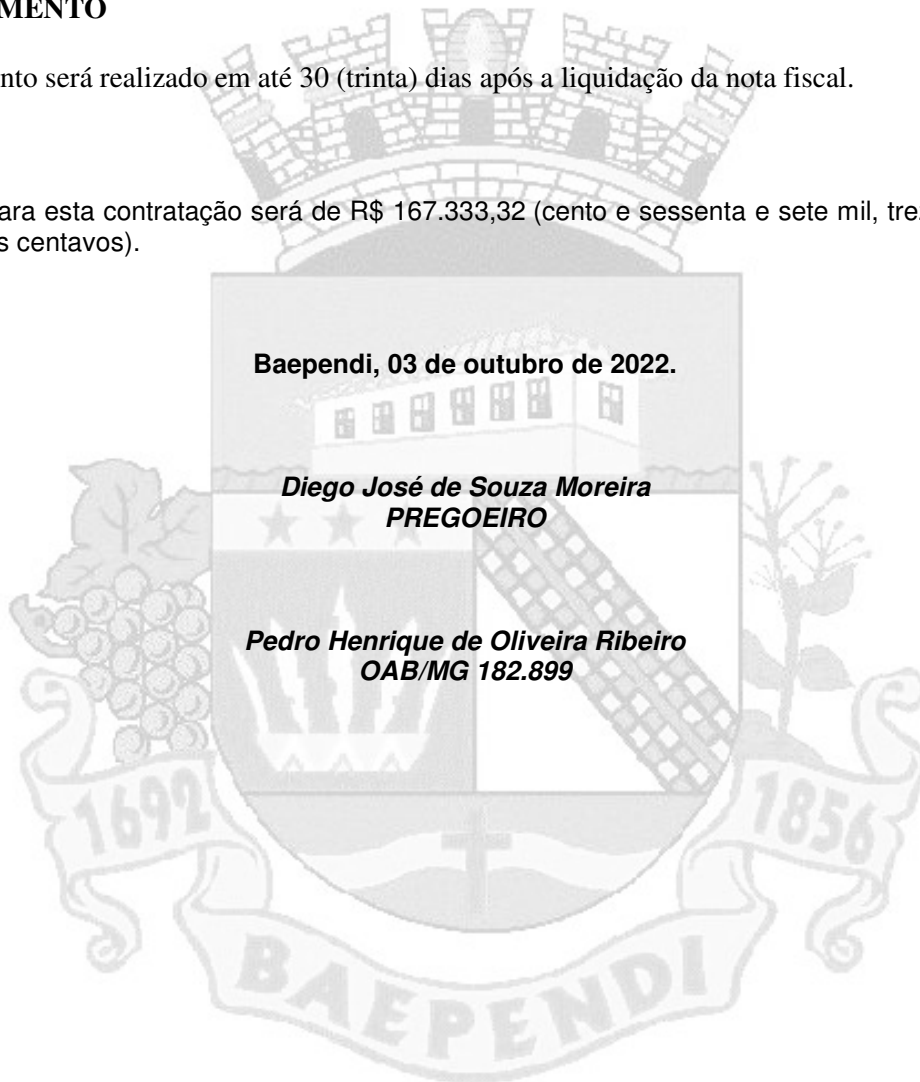 MENTO
nto será realizado em até 30 (trinta) dias após a liquidação da nota fiscal.
ara esta contratação será de R$ 167.333,32 (cento e sessenta e sete mil, tre
s centavos).
Baependi, 03 de outubro de 2022.
Diego José de Souza Moreira
PREGOEIRO
Pedro Henrique de Oliveira Ribeiro
OAB/MG 182.899
1692
1856
BAEPENDI